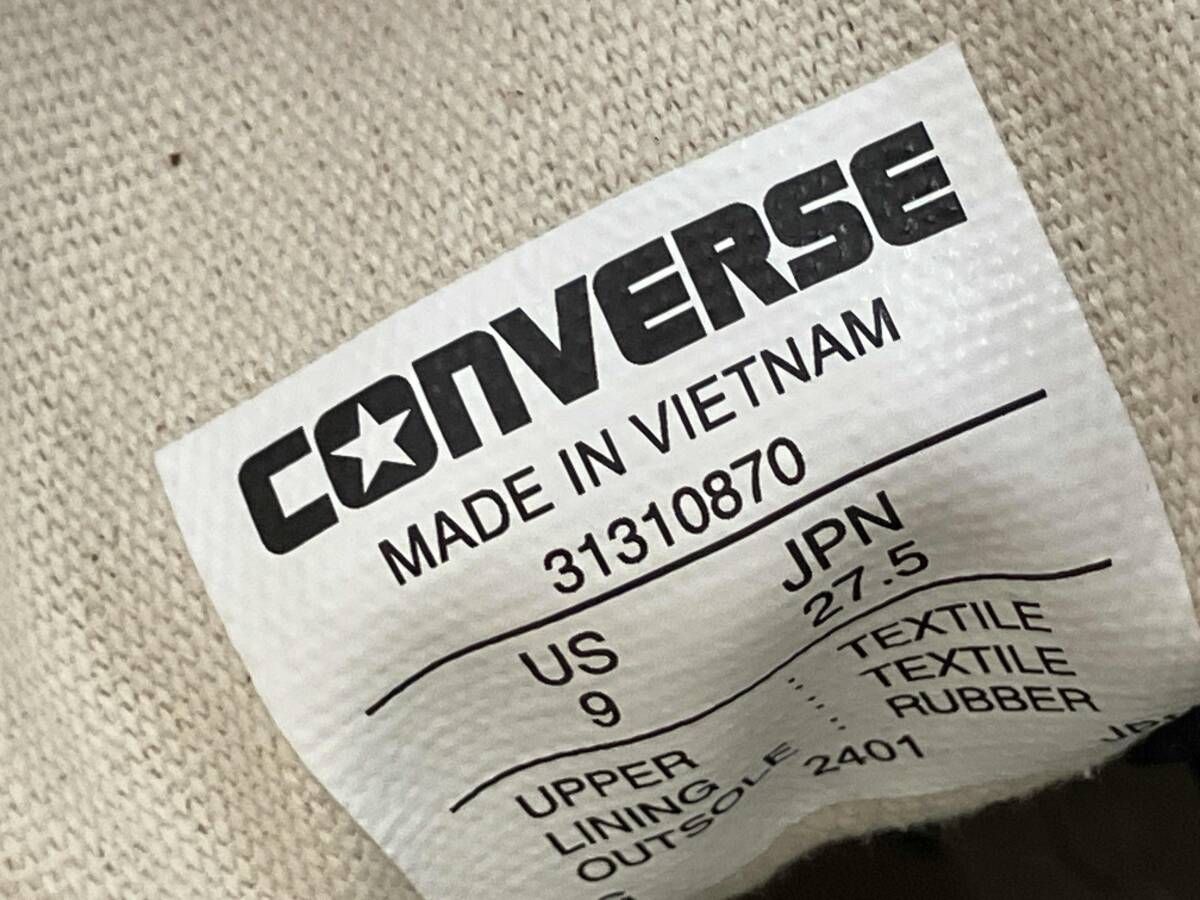 CONVERSE
MADE IN VIETNAM
31310870
US JPN
9 27.5
UPPER : TEXTILE
LINING : TEXTILE
OUTSOLE : RUBBER
2401